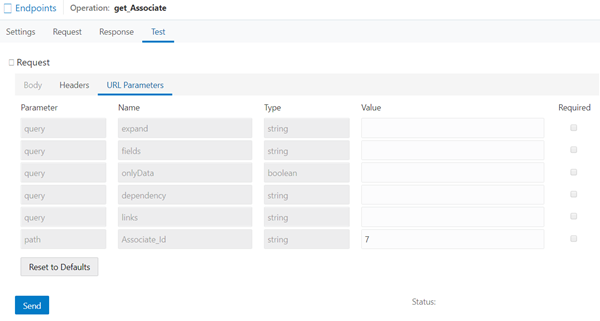 Endpoints Operation: get_Associate
Settings Request Response Test
Request
Body Headers URL Parameters
Parameter Name Type Value Required
query expand string
query fields string
query onlyData boolean
query dependency string
query links string
path Associate_Id string 7
Reset to Defaults
Send Status: